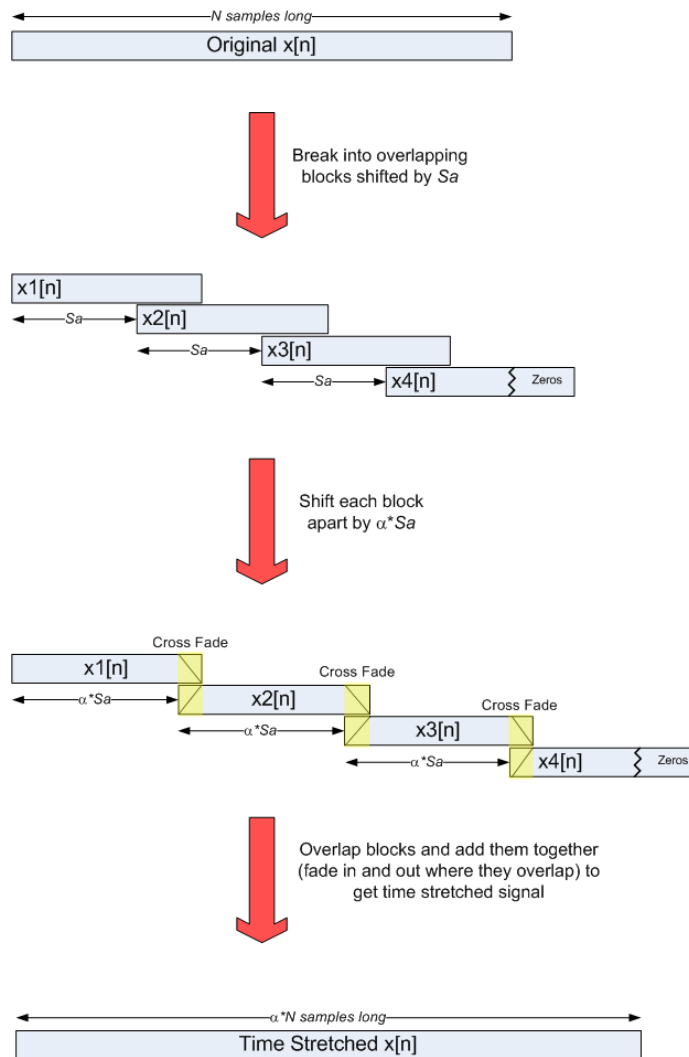 N samples long
Original x[n]
Break into overlapping
blocks shifted by Sa
x1[n]
Sa
x2[n]
Sa
x3[n]
Sa
x4[n]
Zeros
Shift each block
apart by α*Sa
Cross Fade
x1[n]
Cross Fade
α*Sa
x2[n]
Cross Fade
α*Sa
x3[n]
α*Sa
x4[n]
Zeros
Overlap blocks and add them together
(fade in and out where they overlap) to
get time stretched signal
α*N samples long
Time Stretched x[n]